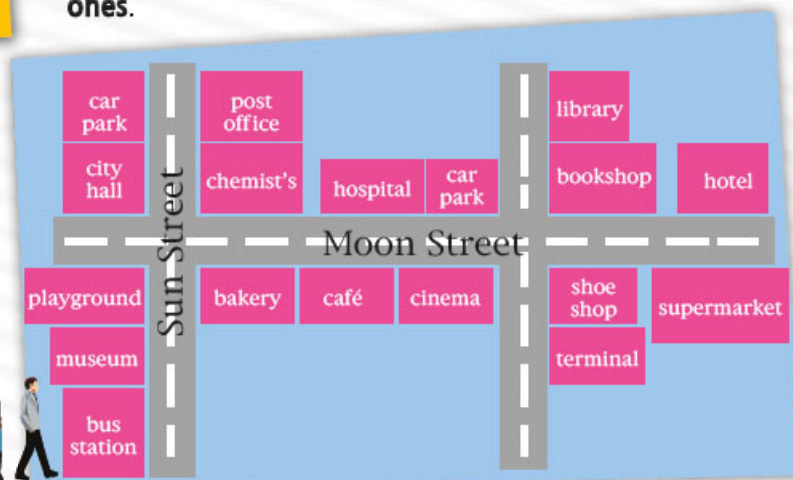 ones.
car
park
post
office
library
city
hall
chemist's
hospital
car
park
bookshop
hotel
Sun Street
Moon Street
playground
bakery
café
cinema
shoe
shop
supermarket
museum
terminal
bus
station